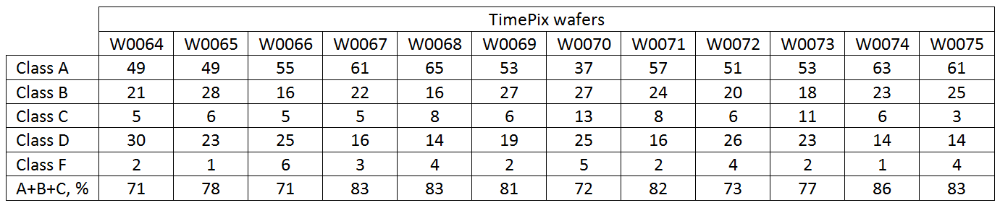 TimePix wafers
W0064 W0065 W0066 W0067 W0068 W0069 W0070 W0071 W0072 W0073 W0074 W0075
Class A 49 49 55 61 65 53 37 57 51 53 63 61
Class B 21 28 16 22 16 27 27 24 20 18 23 25
Class C 5 6 5 5 8 6 13 8 6 11 6 3
Class D 30 23 25 16 14 19 25 16 26 23 14 14
Class F 2 1 6 3 4 2 5 2 4 2 1 4
A+B+C, % 71 78 71 83 83 81 72 82 73 77 86 83